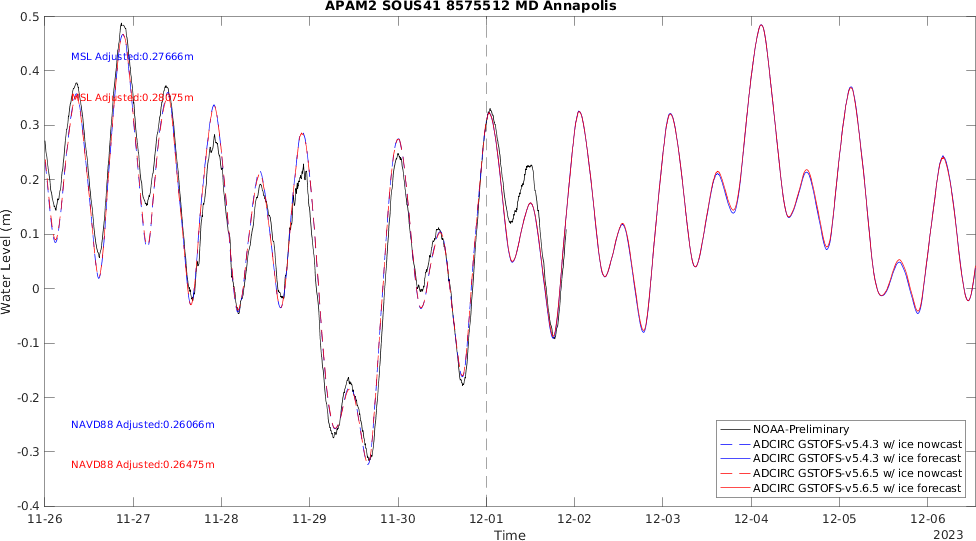 APAM2 SOUS41 8575512 MD Annapolis
0.5
MSL Adjusted:0.27666m
0.4
MSL Adjusted:0.28075m
0.3
0.2
0.1
Water Level (m)
0
-0.1
-0.2
NAVD88 Adjusted:0.26066m
NOAA-Preliminary
ADCIRC GSTOFS-v5.4.3 w/ ice nowcast
-0.3
ADCIRC GSTOFS-v5.4.3 w/ ice forecast
NAVD88 Adjusted:0.26475m
ADCIRC GSTOFS-v5.6.5 w/ ice nowcast
ADCIRC GSTOFS-v5.6.5 w/ ice forecast
-0.4
11-26 11-27 11-28 11-29 11-30 12-01 12-02 12-03 12-04 12-05 12-06
Time
2023